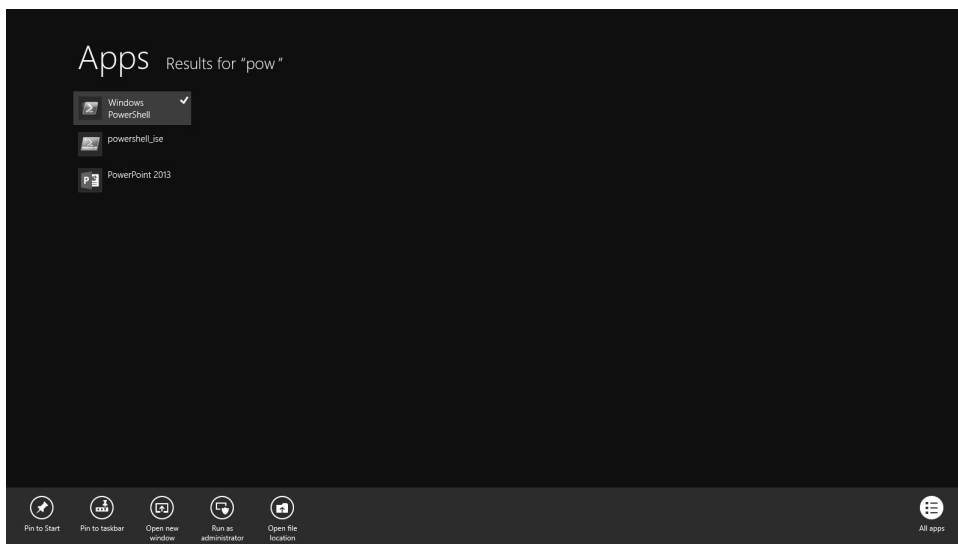 Apps Results for "pow"
Windows
PowerShell
powershell_ise
PowerPoint 2013
Pin to Start
Pin to taskbar
Open new
window
Run as
administrator
Open file
location
All apps